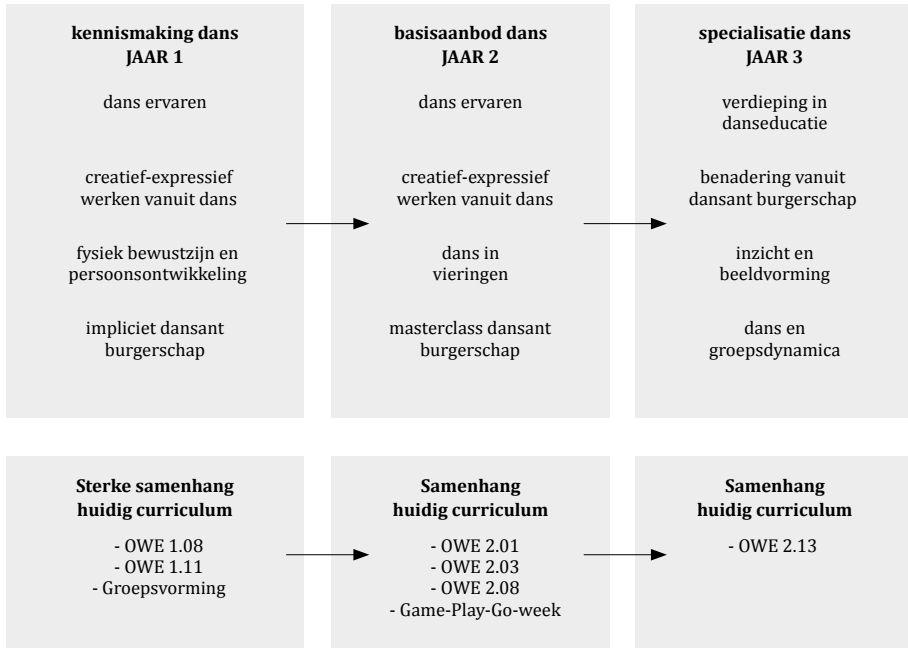 kennismaking dans
JAAR 1
dans ervaren
creatief-expressief
werken vanuit dans
fysiek bewustzijn en
persoonsontwikkeling
impliciet dansant
burgerschap
basisaanbod dans
JAAR 2
dans ervaren
creatief-expressief
werken vanuit dans
dans in
vieringen
masterclass dansant
burgerschap
specialisatie dans
JAAR 3
verdieping in
danseducatie
benadering vanuit
dansant burgerschap
inzicht en
beeldvorming
dans en
groepsdynamica
Sterke samenhang
huidig curriculum
- OWE 1.08
- OWE 1.11
- Groepsvorming
Samenhang
huidig curriculum
- OWE 2.01
- OWE 2.03
- OWE 2.08
- Game-Play-Go-week
Samenhang
huidig curriculum
- OWE 2.13